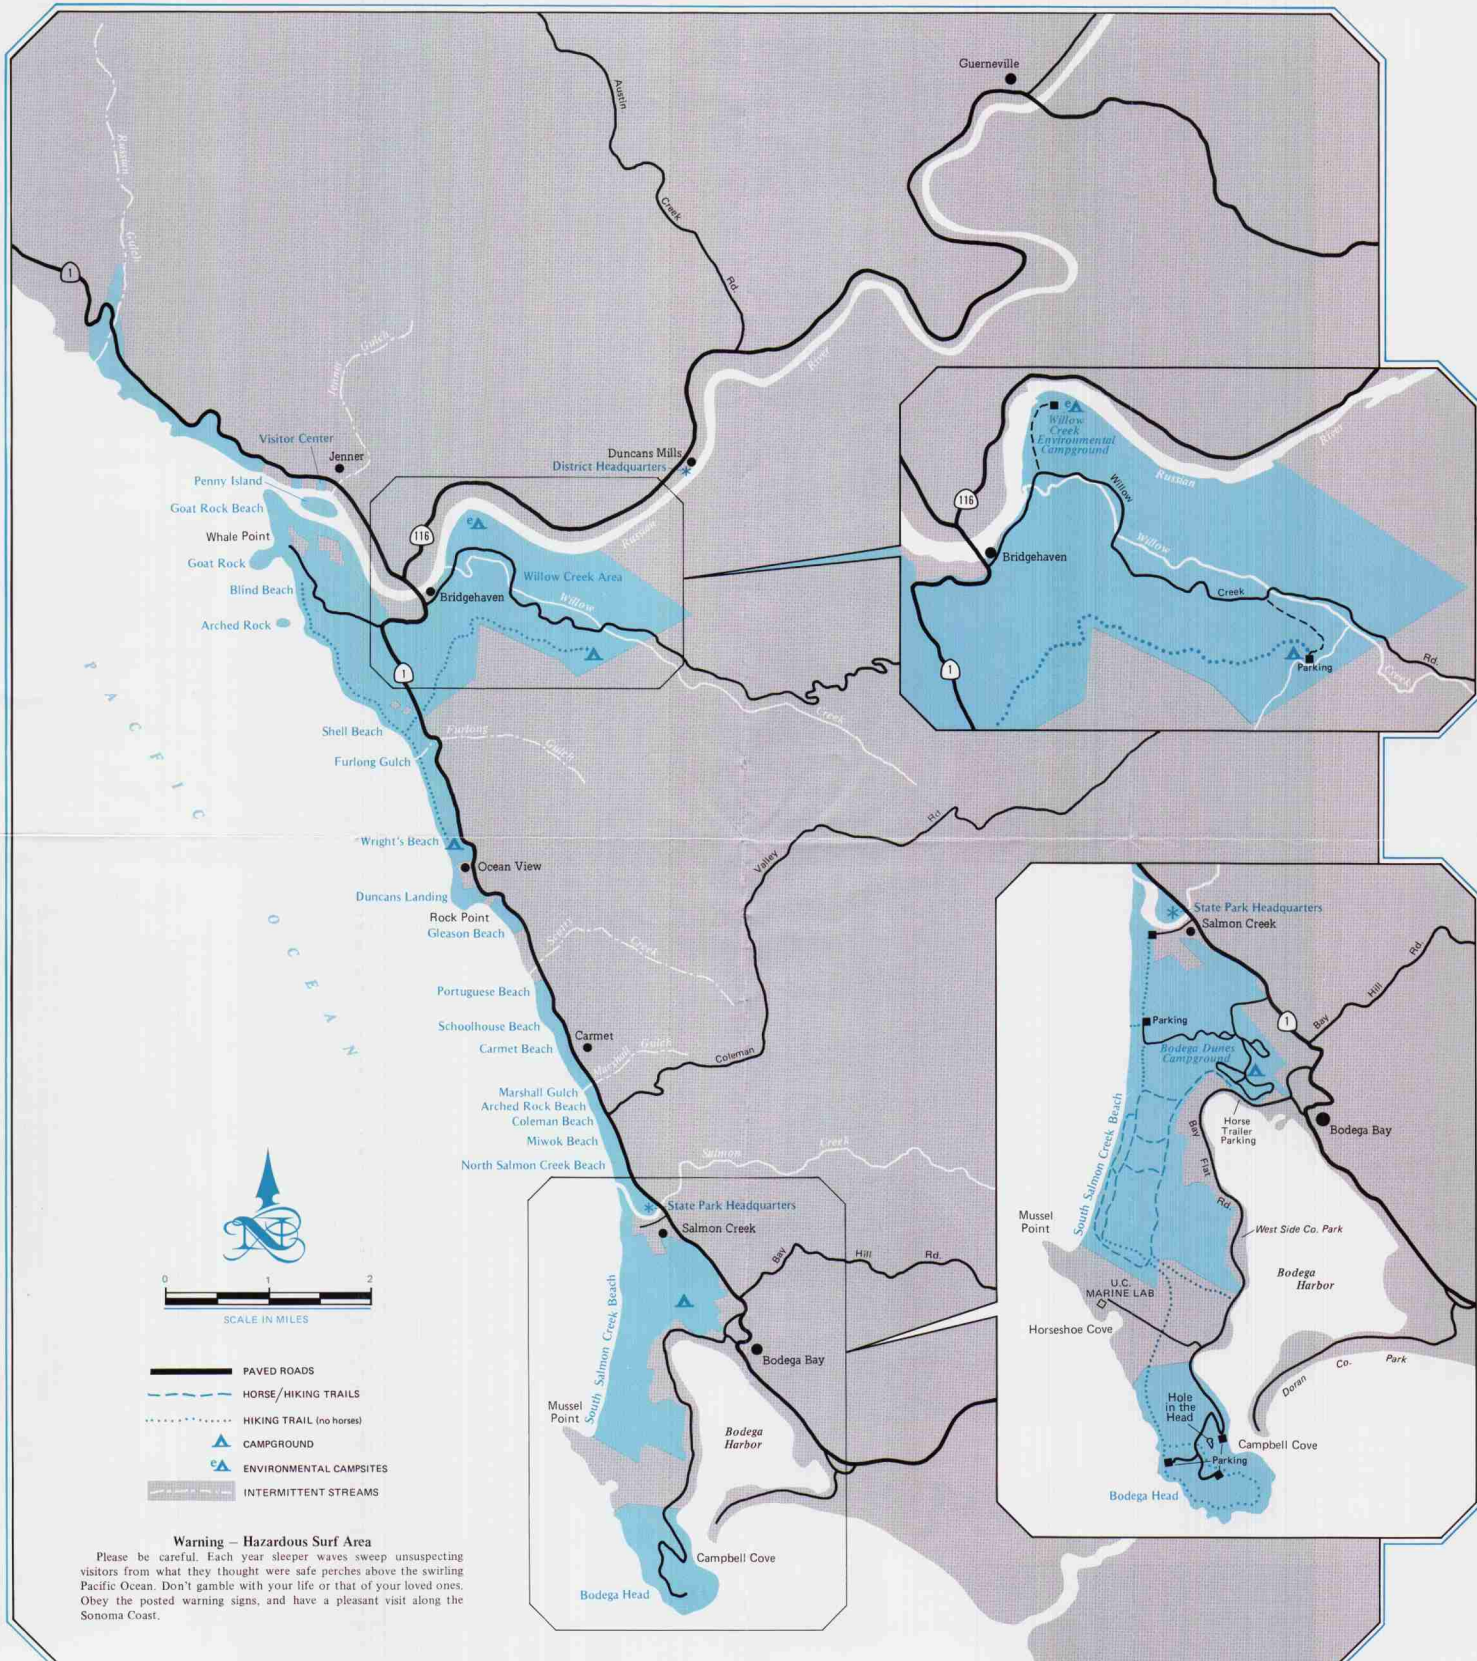 Guerneville
Austin
Creek
Rd.
Russian
Gulch
1
Jenner
Gulch
Visitor Center
Jenner
Penny Island
Goat Rock Beach
Whale Point
Goat Rock
Blind Beach
Arched Rock
Duncans Mills
District Headquarters
River
Russian
116
e
Willow Creek Area
Willow
Bridgehaven
1
Creek
Shell Beach
Furlong
Gulch
Furlong Gulch
Wright's Beach
Ocean View
Duncans Landing
Rock Point
Gleason Beach
Scotty
Creek
Portuguese Beach
Schoolhouse Beach
Carmet
Carmet Beach
Marshall
Gulch
Coleman
Valley
Rd.
Marshall Gulch
Arched Rock Beach
Coleman Beach
Miwok Beach
North Salmon Creek Beach
Salmon
Creek
State Park Headquarters
Salmon Creek
Bay
Hill
Rd.
South Salmon Creek Beach
Bodega Bay
Mussel
Point
Bodega
Harbor
Campbell Cove
Bodega Head
PACIFIC
OCEAN
e
Willow
Creek
Environmental
Campground
River
Russian
116
Willow
Willow
Bridgehaven
Creek
1
Parking
Rd.
Creek
State Park Headquarters
Salmon Creek
Rd.
Hill
Bay
Parking
1
Bodega Dunes
Campground
Horse
Trailer
Parking
Bodega Bay
South Salmon Creek Beach
Bay
Flat
Rd.
Mussel
Point
West Side Co. Park
Bodega
Harbor
U.C.
MARINE LAB
Horseshoe Cove
Doran
Co.
Park
Hole
in the
Head
Campbell Cove
Parking
Bodega Head
N
0 1 2
SCALE IN MILES
PAVED ROADS
HORSE/HIKING TRAILS
HIKING TRAIL (no horses)
CAMPGROUND
e ENVIRONMENTAL CAMPSITES
INTERMITTENT STREAMS
Warning — Hazardous Surf Area
Please be careful. Each year sleeper waves sweep unsuspecting
visitors from what they thought were safe perches above the swirling
Pacific Ocean. Don't gamble with your life or that of your loved ones.
Obey the posted warning signs, and have a pleasant visit along the
Sonoma Coast.